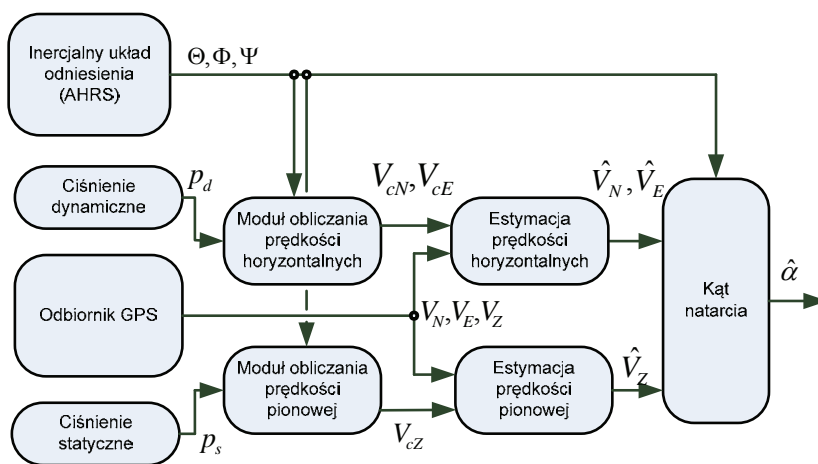 Inercjalny układ
odniesienia
(AHRS)
Θ,Φ,Ψ
Ciśnienie
dynamiczne
p_d
Moduł obliczania
prędkości
horyzontalnych
V_cN,V_cE
Estymacja
prędkości
horyzontalnych
V̂_N,V̂_E
Kąt
natarcia
α̂
Odbiornik GPS
V_N,V_E,V_Z
Moduł obliczania
prędkości
pionowej
Estymacja
prędkości
pionowej
V̂_Z
Ciśnienie
statyczne
p_s
V_cZ